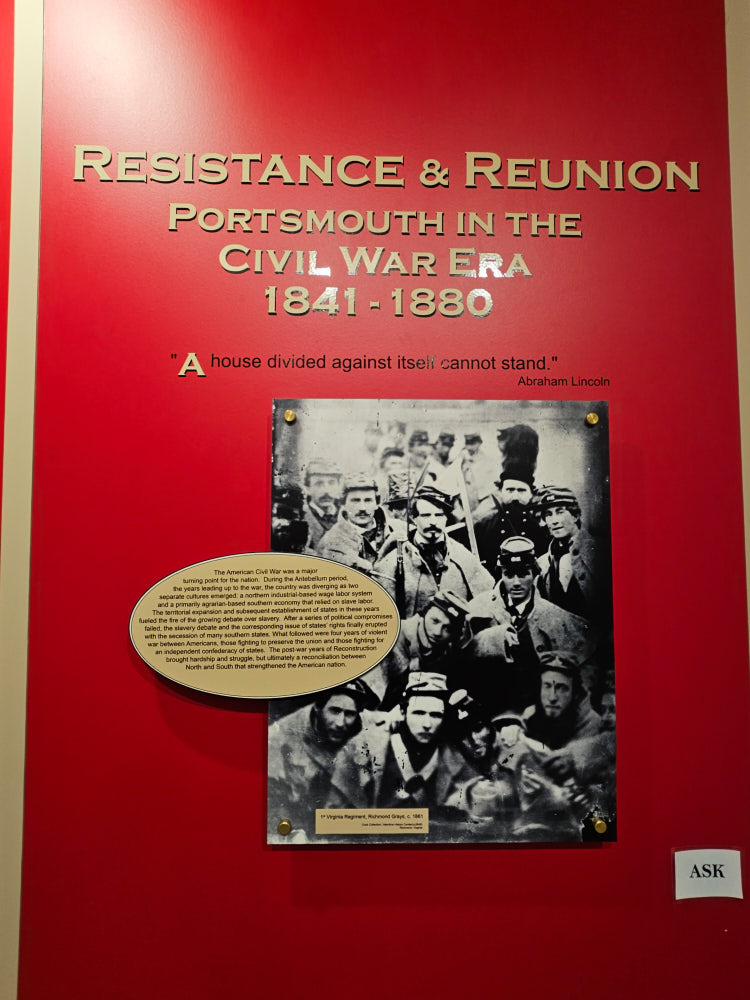 RESISTANCE & REUNION
PORTSMOUTH IN THE
CIVIL WAR ERA
1841 - 1880
"A house divided against itself cannot stand."
Abraham Lincoln
The American Civil War was a major
turning point for the nation. During the Antebellum period,
the years leading up to the war, the country was diverging as two
separate cultures emerged: a northern industrial-based wage labor system
and a primarily agrarian-based southern economy that relied on slave labor.
The territorial expansion and subsequent establishment of states in these years
fueled the fire of the growing debate over slavery. After a series of political compromises
failed, the slavery debate and the corresponding issue of states' rights finally erupted
with the secession of many southern states. What followed were four years of violent
war between Americans, those fighting to preserve the union and those fighting for
an independent confederacy of states. The post-war years of Reconstruction
brought hardship and struggle, but ultimately a reconciliation between
North and South that strengthened the American nation.
1st Virginia Regiment, Richmond Grays, c. 1861
Cook Collection, Valentine
Richmond, Virginia
ASK